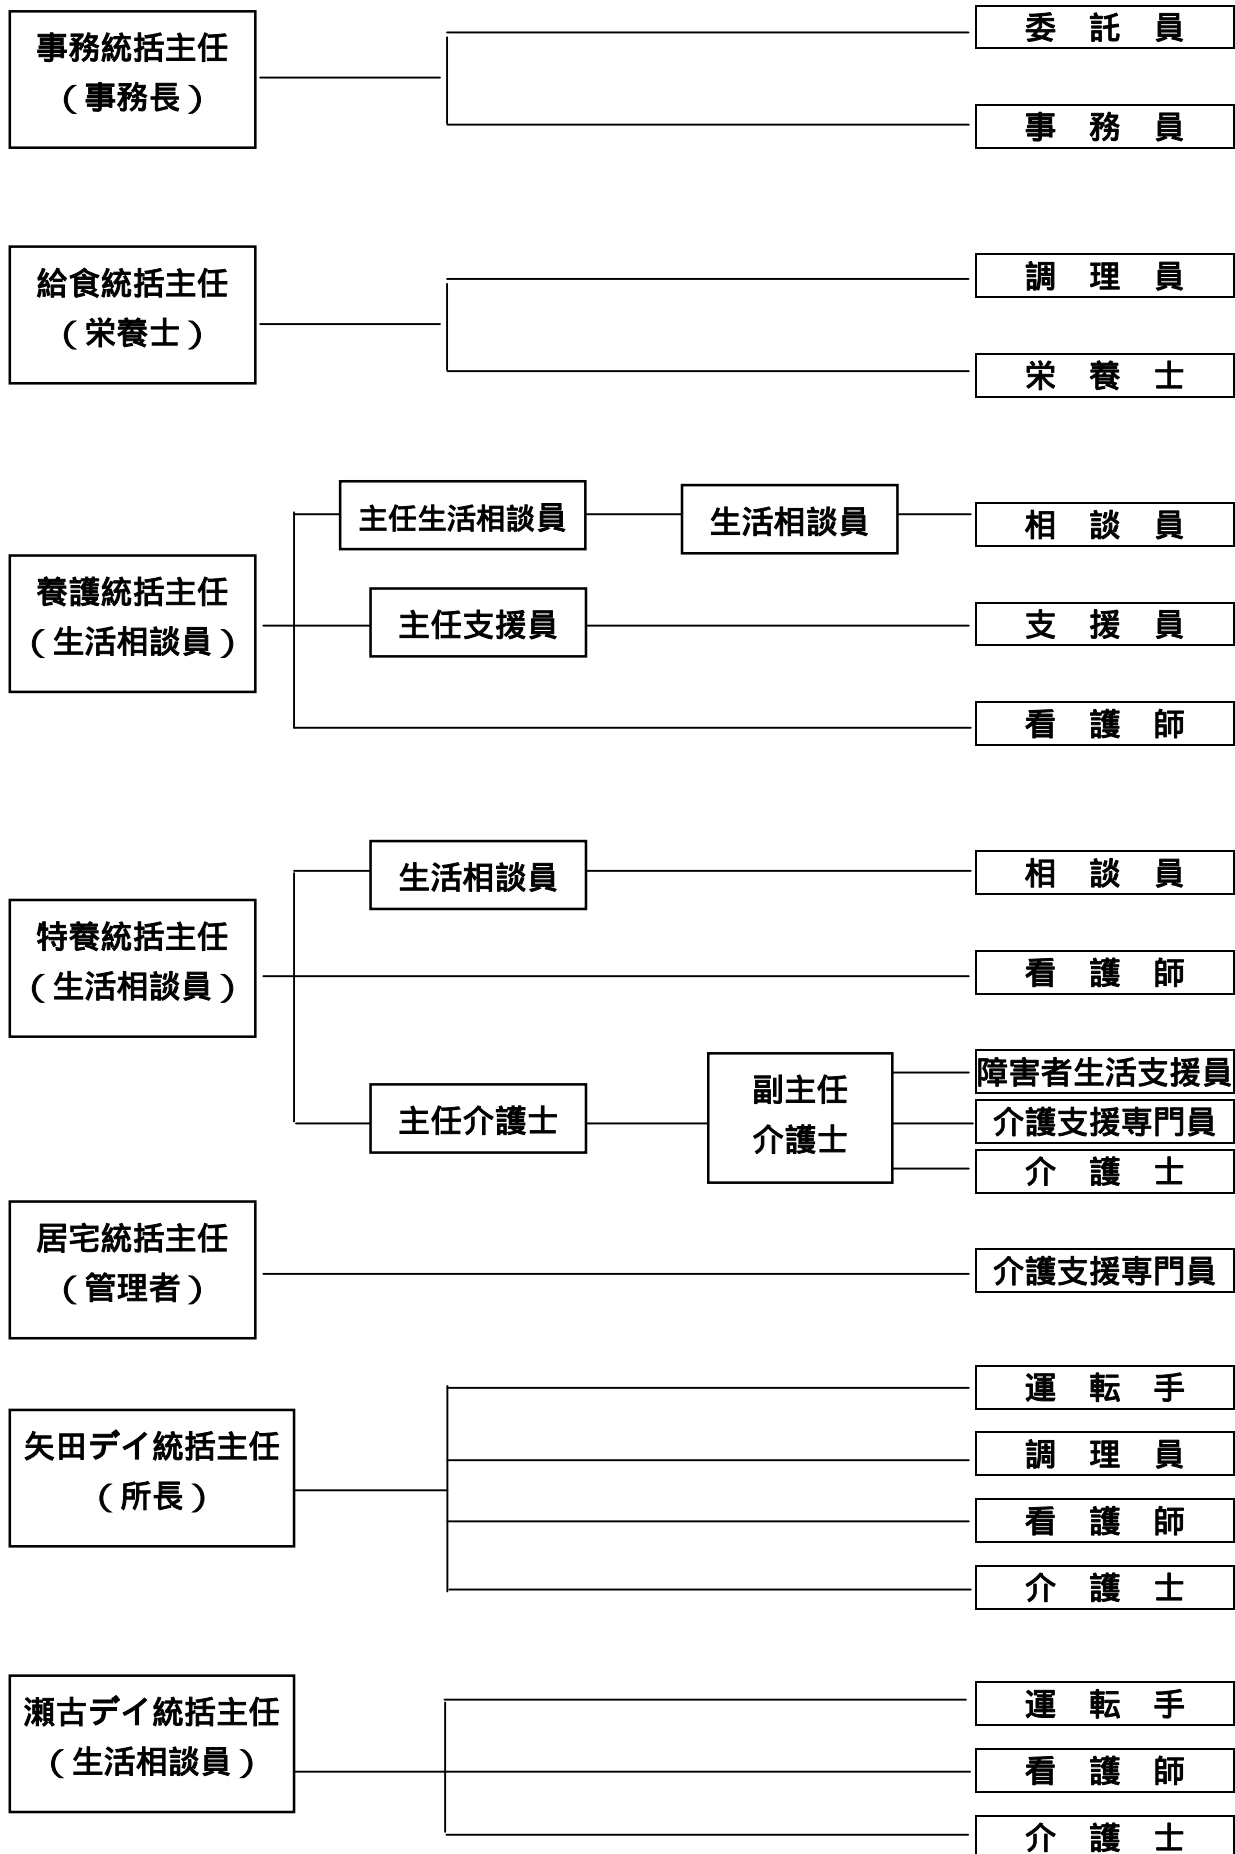 事務統括主任
（事務長）
委　託　員
事　務　員
給食統括主任
（栄養士）
調　理　員
栄　養　士
養護統括主任
（生活相談員）
主任生活相談員
生活相談員
相　談　員
主任支援員
支　援　員
看　護　師
特養統括主任
（生活相談員）
生活相談員
相　談　員
看　護　師
主任介護士
副主任
介護士
障害者生活支援員
介護支援専門員
介　護　士
居宅統括主任
（管理者）
介護支援専門員
矢田デイ統括主任
（所長）
運　転　手
調　理　員
看　護　師
介　護　士
瀬古デイ統括主任
（生活相談員）
運　転　手
看　護　師
介　護　士